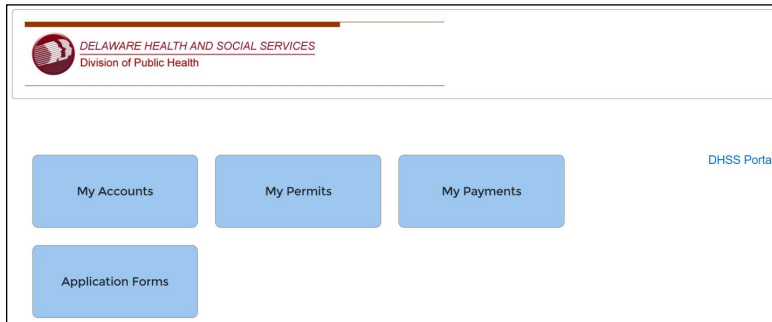 DELAWARE HEALTH AND SOCIAL SERVICES
Division of Public Health
DHSS Porta
My Accounts
My Permits
My Payments
Application Forms